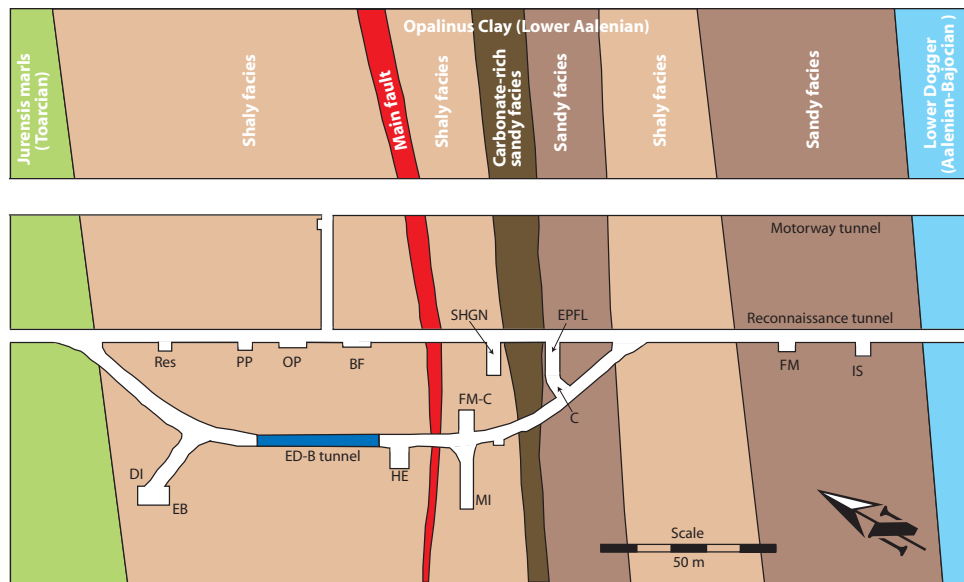 Opalinus Clay (Lower Aalenian)
Jurensis marls
(Toarcian)
Shaly facies
Main fault
Shaly facies
Carbonate-rich
sandy facies
Sandy facies
Shaly facies
Sandy facies
Lower Dogger
(Aalenian-Bajocian )
Motorway tunnel
SHGN
EPFL
Reconnaissance tunnel
Res
PP
OP
BF
FM
IS
FM-C
C
ED-B tunnel
DI
HE
EB
MI
Scale
50 m